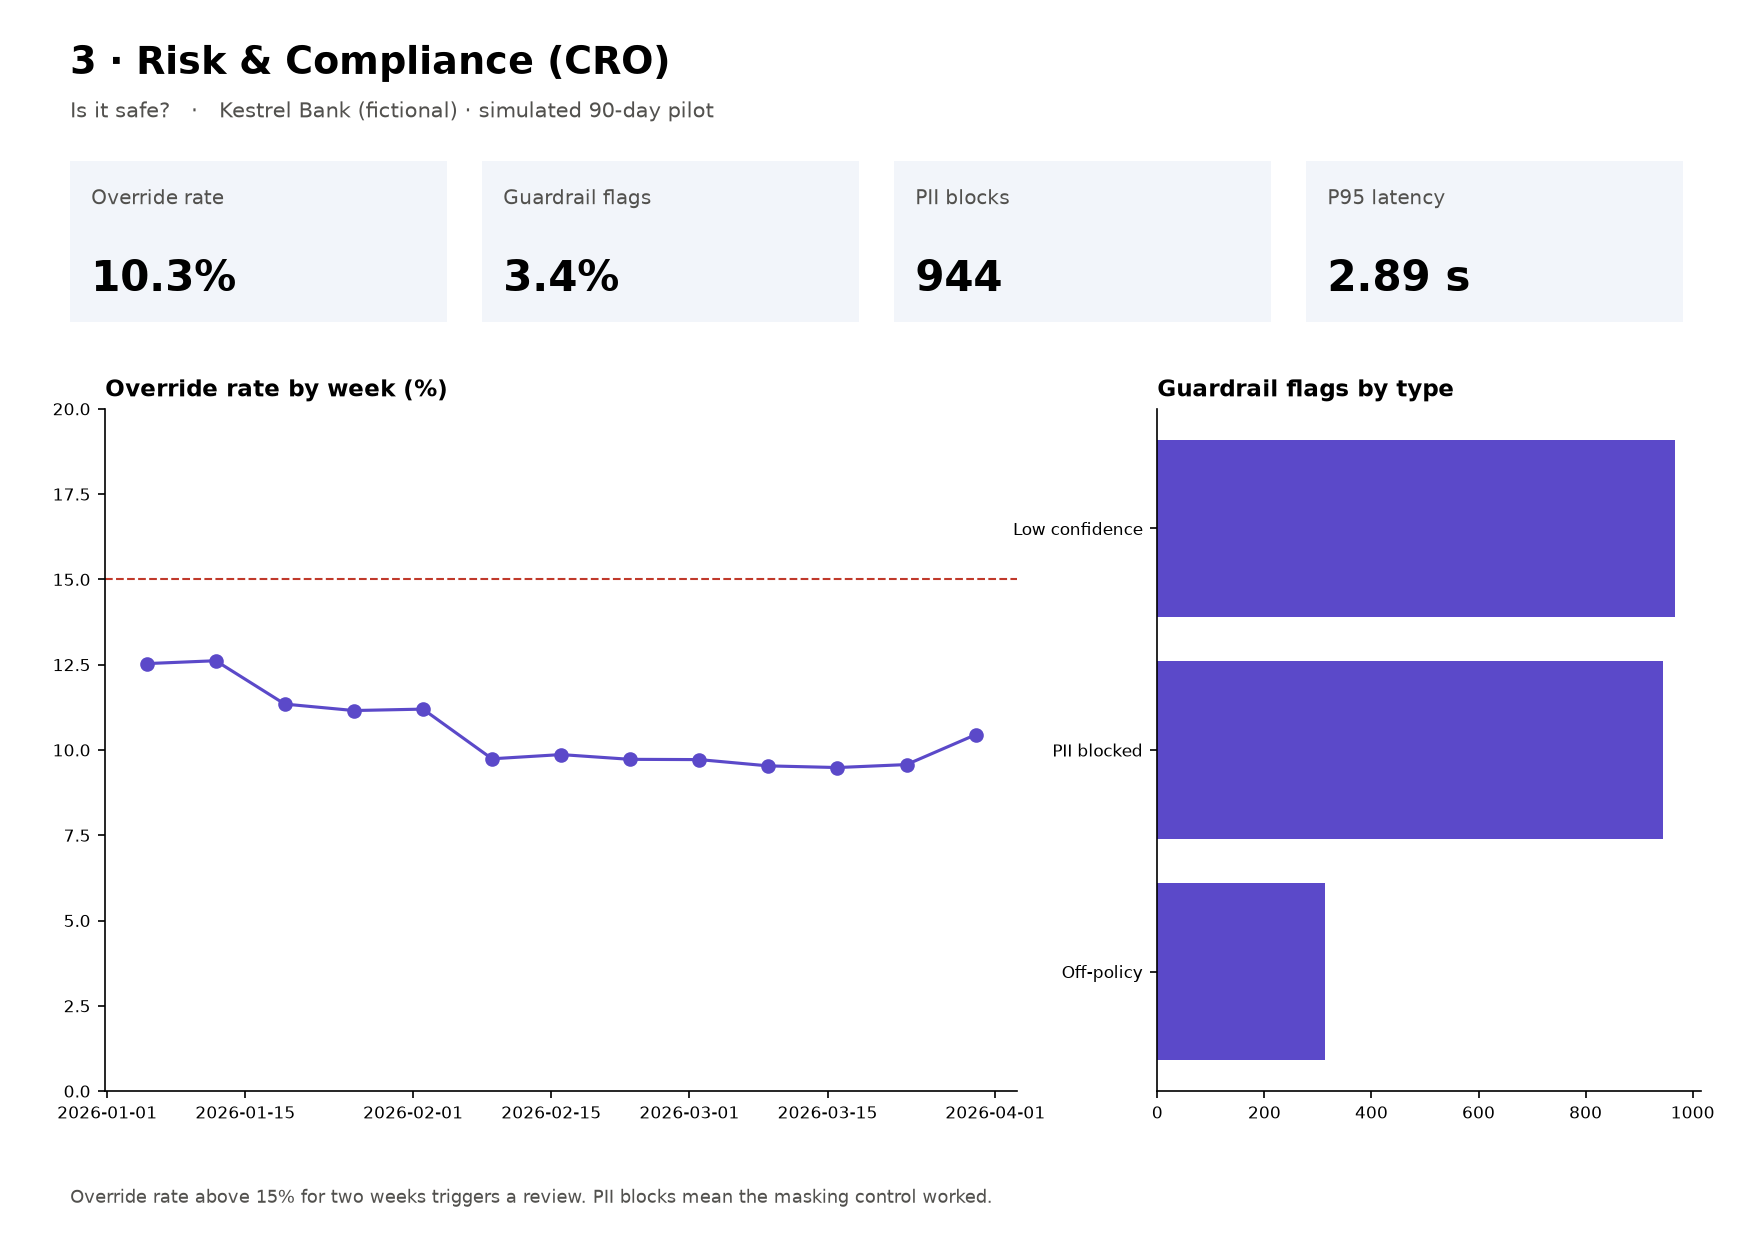 3 · Risk & Compliance (CRO)
Is it safe? · Kestrel Bank (fictional) · simulated 90-day pilot
Override rate
10.3%
Guardrail flags
3.4%
PII blocks
944
P95 latency
2.89 s
Override rate by week (%)
20.0
17.5
15.0
12.5
10.0
7.5
5.0
2.5
0.0
2026-01-01 2026-01-15 2026-02-01 2026-02-15 2026-03-01 2026-03-15 2026-04-01
Guardrail flags by type
Low confidence
PII blocked
Off-policy
0 200 400 600 800 1000
Override rate above 15% for two weeks triggers a review. PII blocks mean the masking control worked.